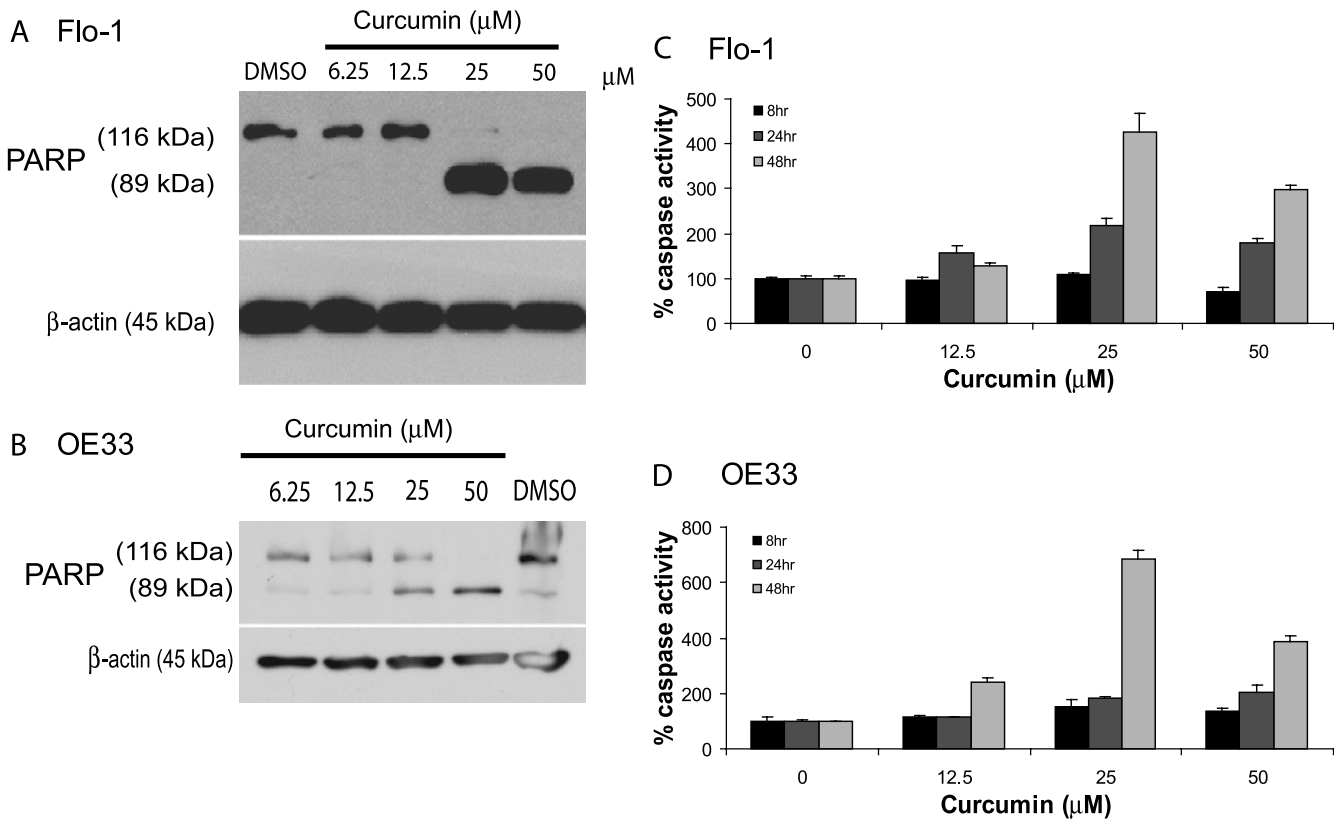 A Flo-1
Curcumin (μM)
DMSO 6.25 12.5 25 50 μM
(116 kDa)
PARP
(89 kDa)
β-actin (45 kDa)
B OE33
Curcumin (μM)
6.25 12.5 25 50 DMSO
(116 kDa)
PARP
(89 kDa)
β-actin (45 kDa)
C Flo-1
% caspase activity
500
400
300
200
100
0
8hr
24hr
48hr
0 12.5 25 50
Curcumin (μM)
D OE33
% caspase activity
800
600
400
200
0
8hr
24hr
48hr
0 12.5 25 50
Curcumin (μM)